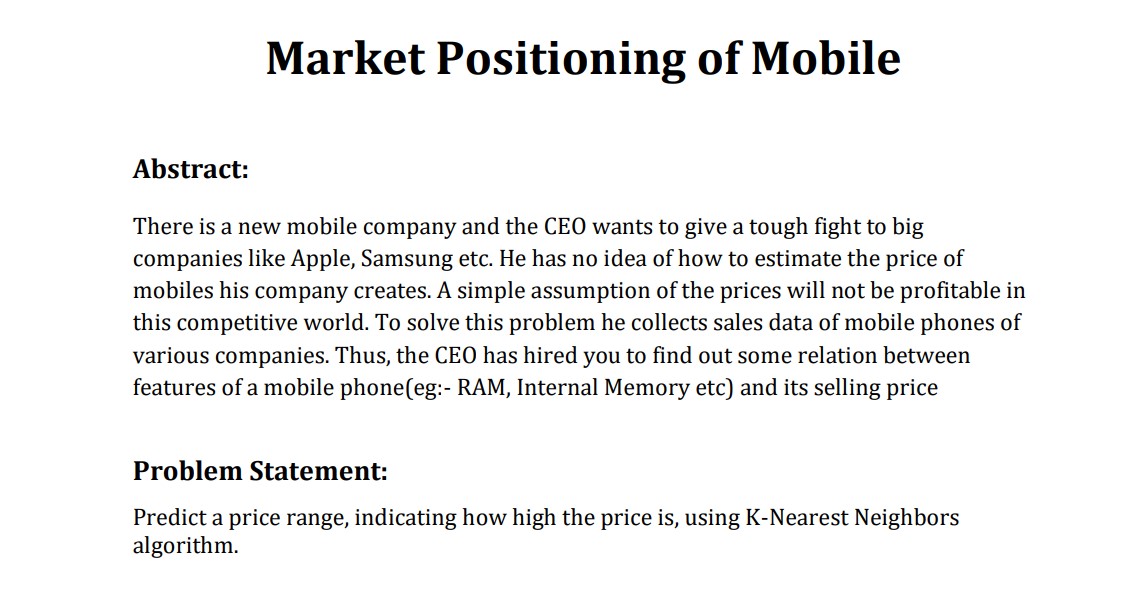 Market Positioning of Mobile
Abstract:
There is a new mobile company and the CEO wants to give a tough fight to big
companies like Apple, Samsung etc. He has no idea of how to estimate the price of
mobiles his company creates. A simple assumption of the prices will not be profitable in
this competitive world. To solve this problem he collects sales data of mobile phones of
various companies. Thus, the CEO has hired you to find out some relation between
features of a mobile phone(eg:- RAM, Internal Memory etc) and its selling price
Problem Statement:
Predict a price range, indicating how high the price is, using K-Nearest Neighbors
algorithm.